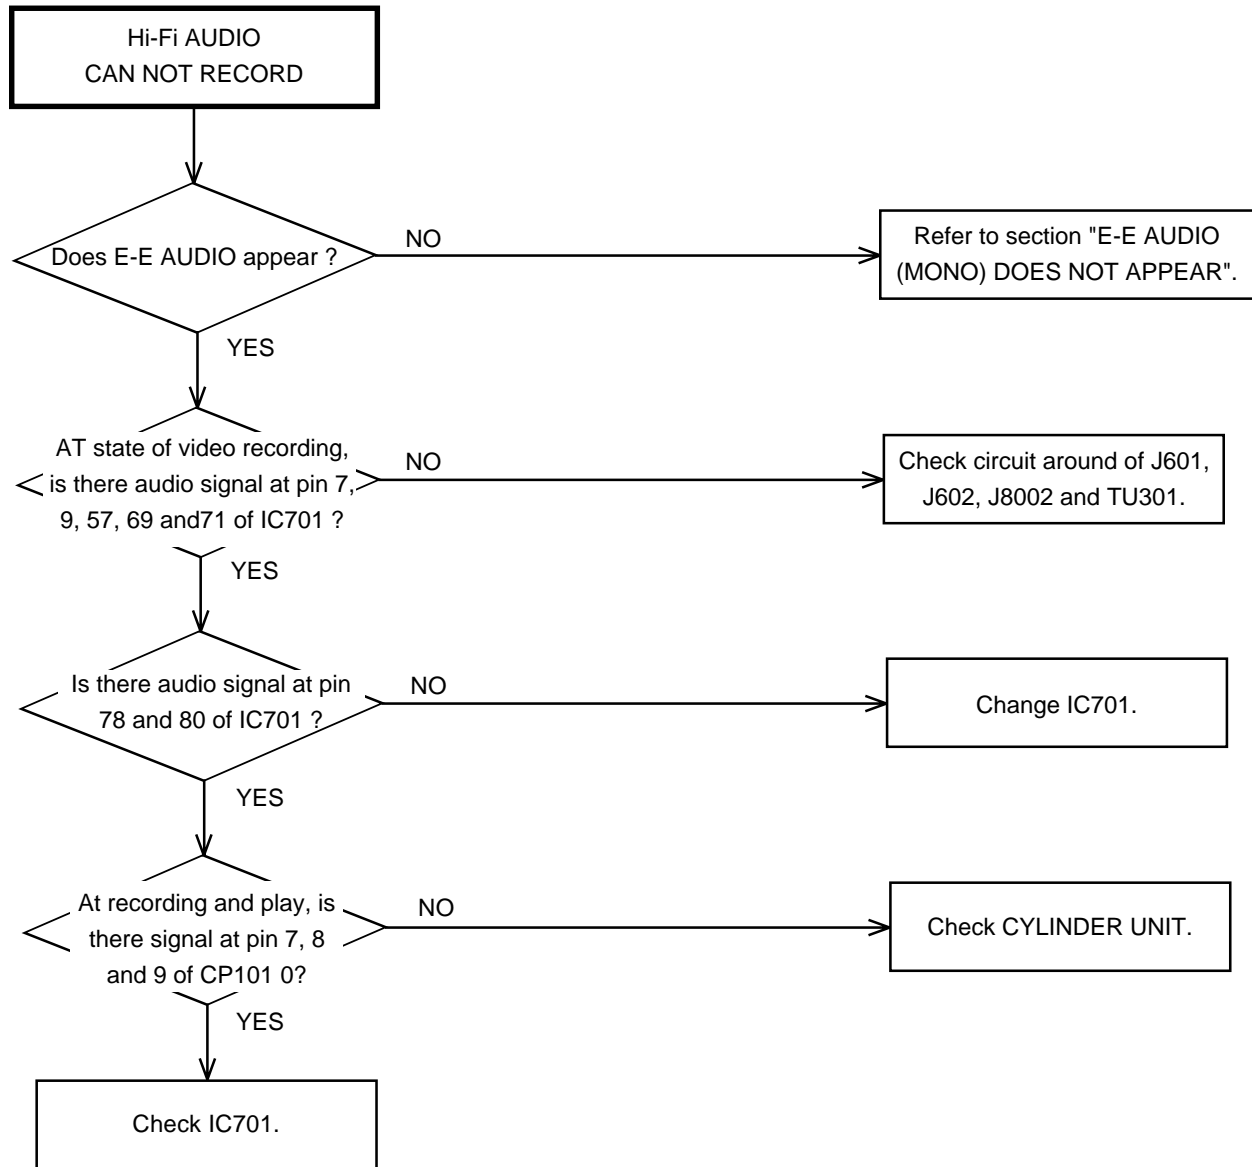 Hi-Fi AUDIO
CAN NOT RECORD
Does E-E AUDIO appear ?
NO
Refer to section "E-E AUDIO
(MONO) DOES NOT APPEAR".
YES
AT state of video recording,
is there audio signal at pin 7,
9, 57, 69 and71 of IC701 ?
NO
Check circuit around of J601,
J602, J8002 and TU301.
YES
Is there audio signal at pin
78 and 80 of IC701 ?
NO
Change IC701.
YES
At recording and play, is
there signal at pin 7, 8
and 9 of CP101 0?
NO
Check CYLINDER UNIT.
YES
Check IC701.